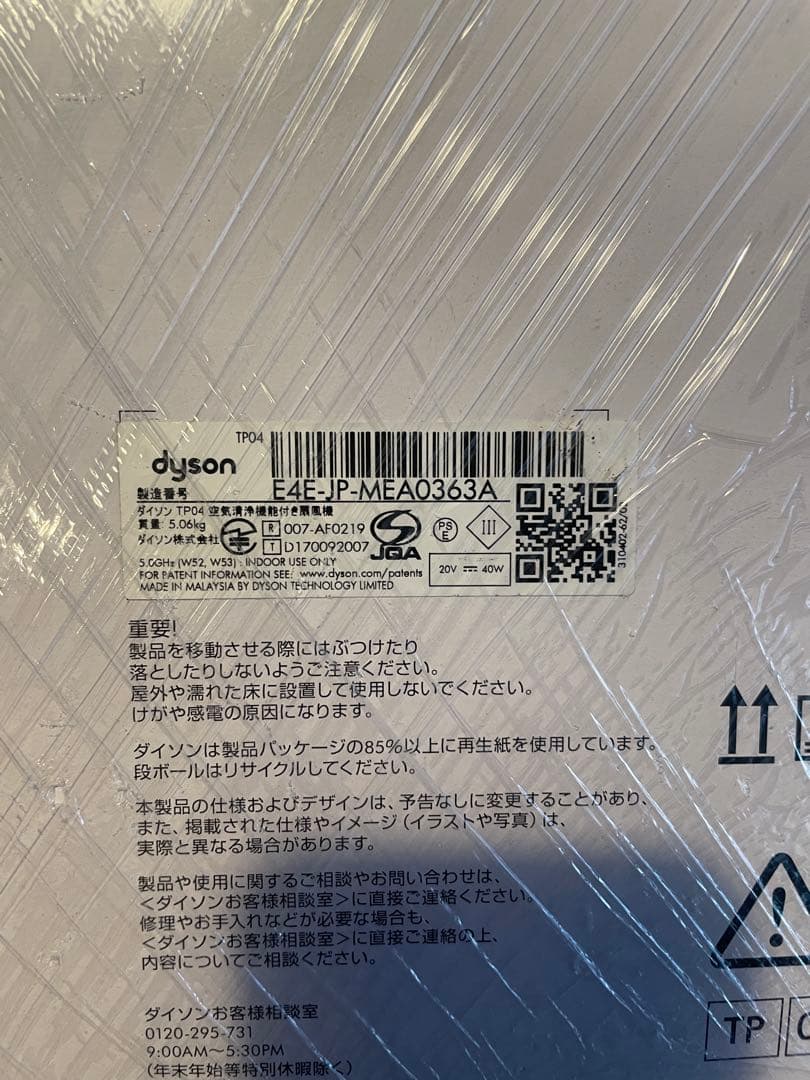 TP04
dyson
製造番号 E4E-JP-MEA0363A
ダイソン TP04 空気清浄機能付き扇風機
質量: 5.06kg
ダイソン株式会社
R 007-AF0219
T D170092007
JQA
PS
E
III
20V 40W
5.0GHz (W52, W53) : INDOOR USE ONLY
FOR PATENT INFORMATION SEE: www.dyson.com/patents
MADE IN MALAYSIA BY DYSON TECHNOLOGY LIMITED
310402-62/0
重要!
製品を移動させる際にはぶつけたり
落としたりしないようご注意ください。
屋外や濡れた床に設置して使用しないでください。
けがや感電の原因になります。
ダイソンは製品パッケージの85%以上に再生紙を使用しています。
段ボールはリサイクルしてください。
本製品の仕様およびデザインは、予告なしに変更することがあり、
また、掲載された仕様やイメージ（イラストや写真）は、
実際と異なる場合があります。
製品や使用に関するご相談やお問い合わせは、
＜ダイソンお客様相談室＞に直接ご連絡ください。
修理やお手入れなどが必要な場合も、
＜ダイソンお客様相談室＞に直接ご連絡の上、
内容についてご相談ください。
ダイソンお客様相談室
0120-295-731
9:00AM～5:30PM
（年末年始等特別休暇除く）
TP